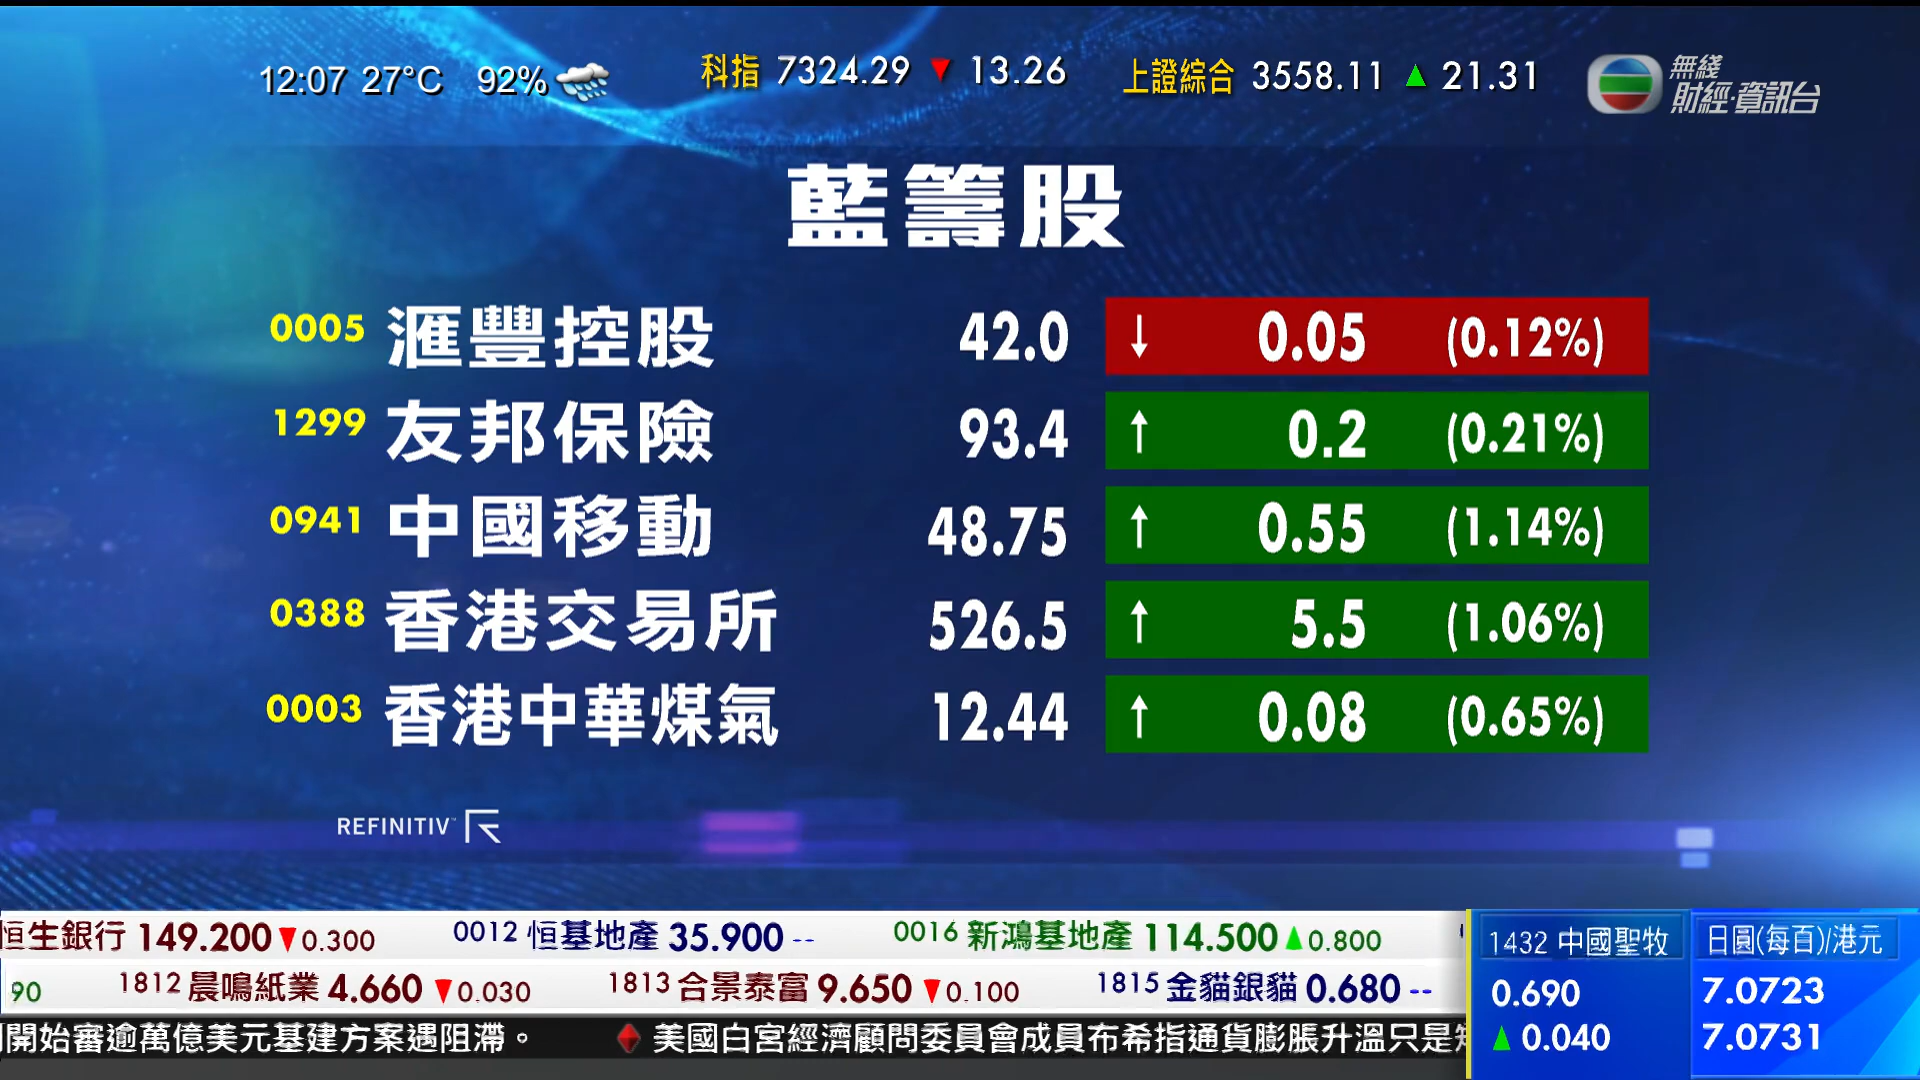 12:07 27°C 92%
科指 7324.29 ▼ 13.26
上證綜合 3558.11 ▲ 21.31
無綫
財經·資訊台
藍籌股
0005 滙豐控股 42.0 ↓ 0.05 (0.12%)
1299 友邦保險 93.4 ↑ 0.2 (0.21%)
0941 中國移動 48.75 ↑ 0.55 (1.14%)
0388 香港交易所 526.5 ↑ 5.5 (1.06%)
0003 香港中華煤氣 12.44 ↑ 0.08 (0.65%)
REFINITIV
恒生銀行 149.200 ▼ 0.300 0012 恒基地產 35.900 -- 0016 新鴻基地產 114.500 ▲ 0.800
90 1812 晨鳴紙業 4.660 ▼ 0.030 1813 合景泰富 9.650 ▼ 0.100 1815 金貓銀貓 0.680 --
開始審逾萬億美元基建方案遇阻滯。 ◆ 美國白宮經濟顧問委員會成員布希指通貨膨脹升溫只是
1432 中國聖牧
0.690
▲ 0.040
日圓(每百)/港元
7.0723
7.0731